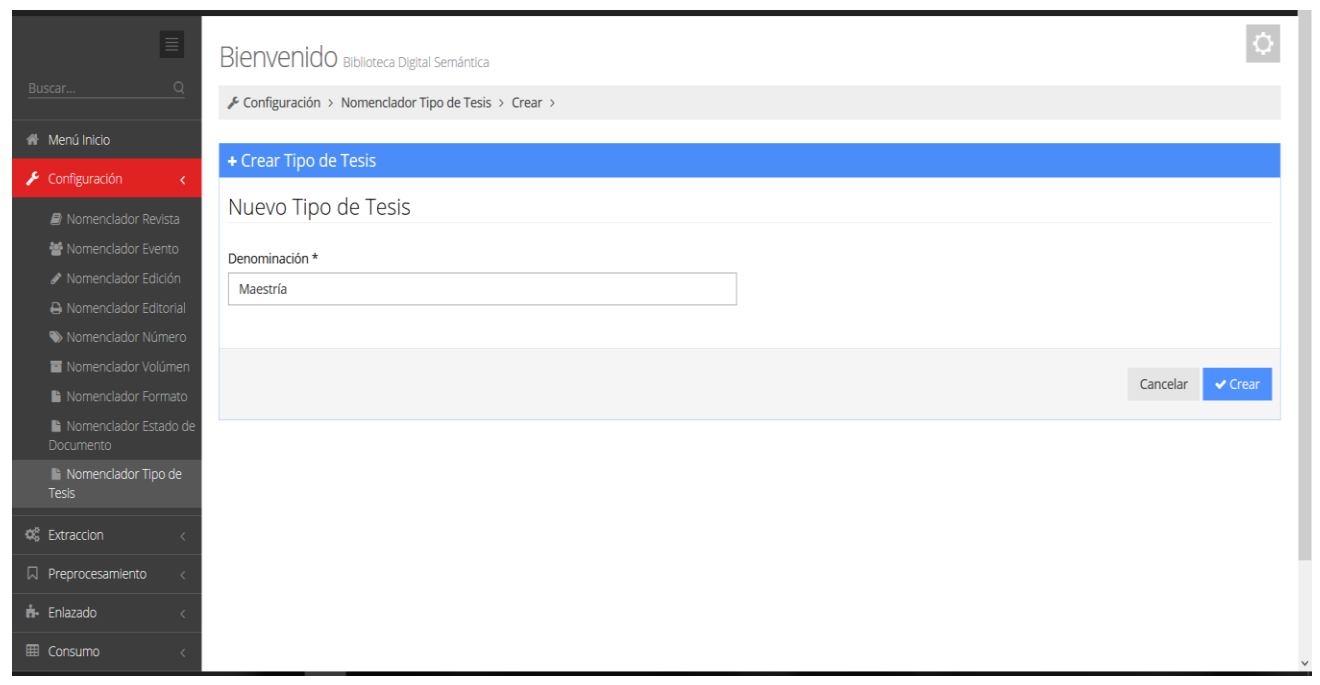 Buscar...
Menú Inicio
Configuración
Nomenclador Revista
Nomenclador Evento
Nomenclador Edición
Nomenclador Editorial
Nomenclador Número
Nomenclador Volúmen
Nomenclador Formato
Nomenclador Estado de
Documento
Nomenclador Tipo de
Tesis
Extraccion
Preprocesamiento
Enlazado
Consumo
Bienvenido Biblioteca Digital Semántica
Configuración > Nomenclador Tipo de Tesis > Crear >
+ Crear Tipo de Tesis
Nuevo Tipo de Tesis
Denominación *
Maestría
Cancelar
Crear